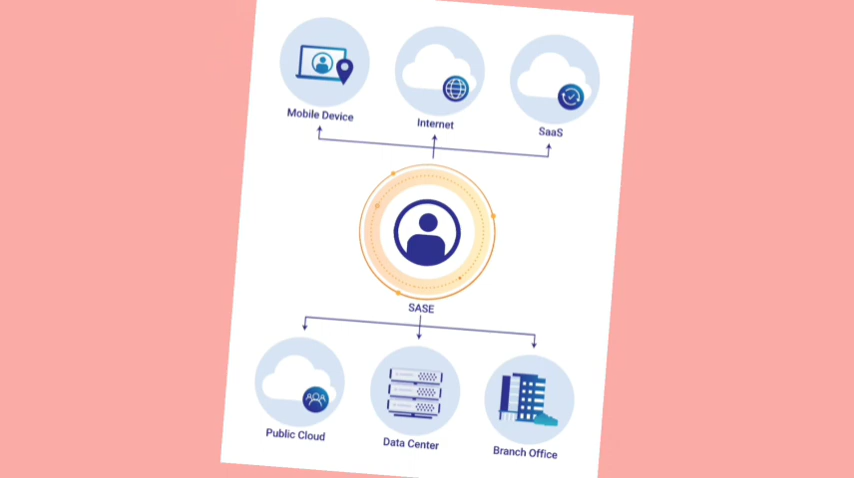 Mobile Device
Internet
SaaS
SASE
Public Cloud
Data Center
Branch Office